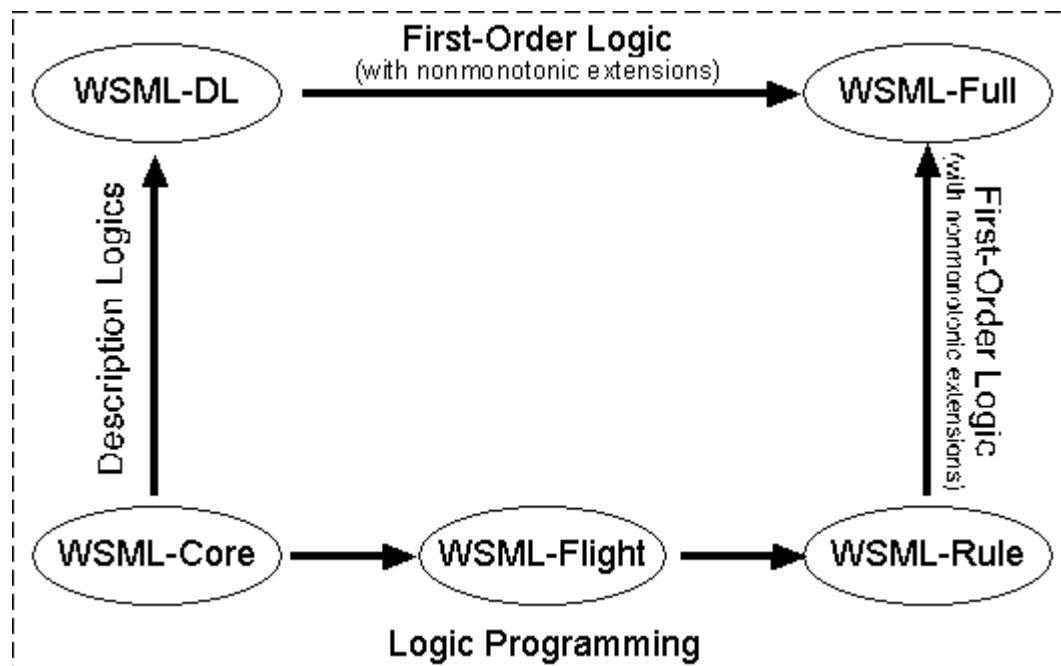 First-Order Logic
(with nonmonotonic extensions)
WSML-DL
WSML-Full
Description Logics
First-Order Logic
(with nonmonotonic extensions)
WSML-Core
WSML-Flight
WSML-Rule
Logic Programming